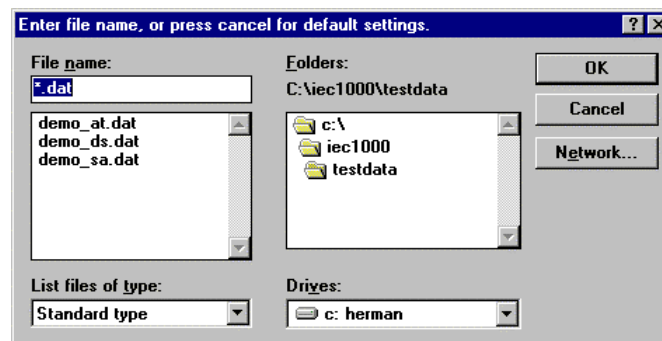 Enter file name, or press cancel for default settings.
File name:
*.dat
demo_at.dat
demo_ds.dat
demo_sa.dat
List files of type:
Standard type
Folders:
C:\iec1000\testdata
c:\
iec1000
testdata
Drives:
c: herman
OK
Cancel
Network...